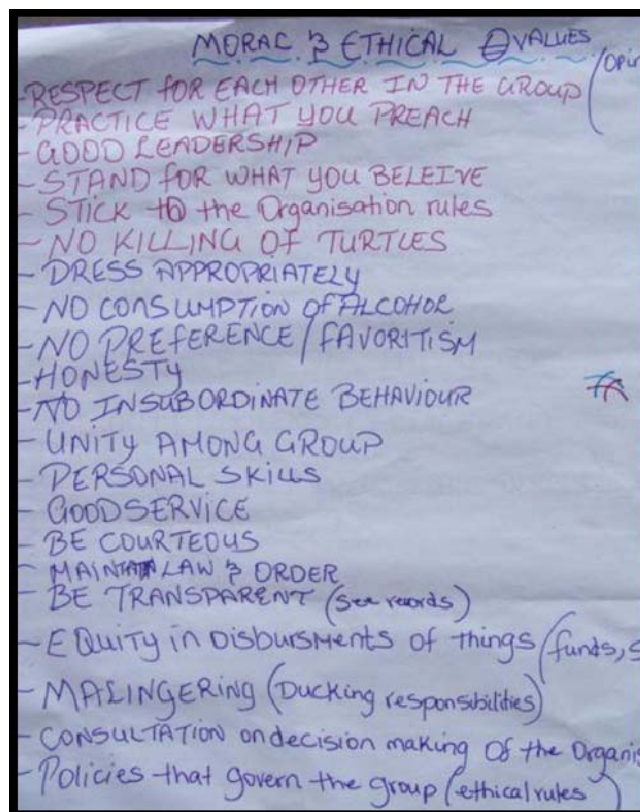 MORAL & ETHICAL VALUES
- RESPECT FOR EACH OTHER IN THE GROUP
- PRACTICE WHAT YOU PREACH
- GOOD LEADERSHIP
- STAND FOR WHAT YOU BELEIVE
- STICK to the Organisation rules
- NO KILLING OF TURTLES
- DRESS APPROPRIATELY
- NO CONSUMPTION OF ALCOHOL
- NO PREFERENCE / FAVORITISM
- HONESTY
- NO INSUBORDINATE BEHAVIOUR
- UNITY AMONG GROUP
- PERSONAL SKILLS
- GOOD SERVICE
- BE COURTEOUS
- MAINTAIN LAW & ORDER
- BE TRANSPARENT (see records)
- EQUITY in DISBURSMENTS of things (funds,
- MALINGERING (Ducking responsibilities)
- CONSULTATION on decision making of the Organis
- Policies that govern the group (ethical rules)